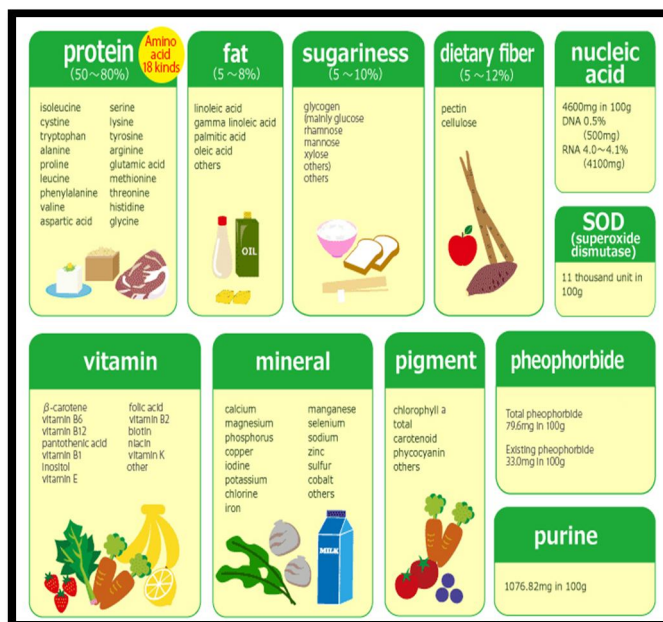 protein
(50~80%)
Amino
acid
18 kinds
isoleucine
cystine
tryptophan
alanine
proline
leucine
phenylalanine
valine
aspartic acid
serine
lysine
tyrosine
arginine
glutamic acid
methionine
threonine
histidine
glycine
fat
(5~8%)
linoleic acid
gamma linoleic acid
palmitic acid
oleic acid
others
OIL
sugariness
(5~10%)
glycogen
(mainly glucose
rhamnose
mannose
xylose
others)
others
dietary fiber
(5~12%)
pectin
cellulose
nucleic
acid
4600mg in 100g
DNA 0.5%
(500mg)
RNA 4.0~4.1%
(4100mg)
SOD
(superoxide
dismutase)
11 thousand unit in
100g
vitamin
β-carotene
vitamin B6
vitamin B12
pantothenic acid
vitamin B1
inositol
vitamin E
folic acid
vitamin B2
biotin
niacin
vitamin K
other
mineral
calcium
magnesium
phosphorus
copper
iodine
potassium
chlorine
iron
manganese
selenium
sodium
zinc
sulfur
cobalt
others
MILK
pigment
chlorophyll a
total
carotenoid
phycocyanin
others
pheophorbide
Total pheophorbide
79.6mg in 100g
Existing pheophorbide
33.0mg in 100g
purine
1076.82mg in 100g